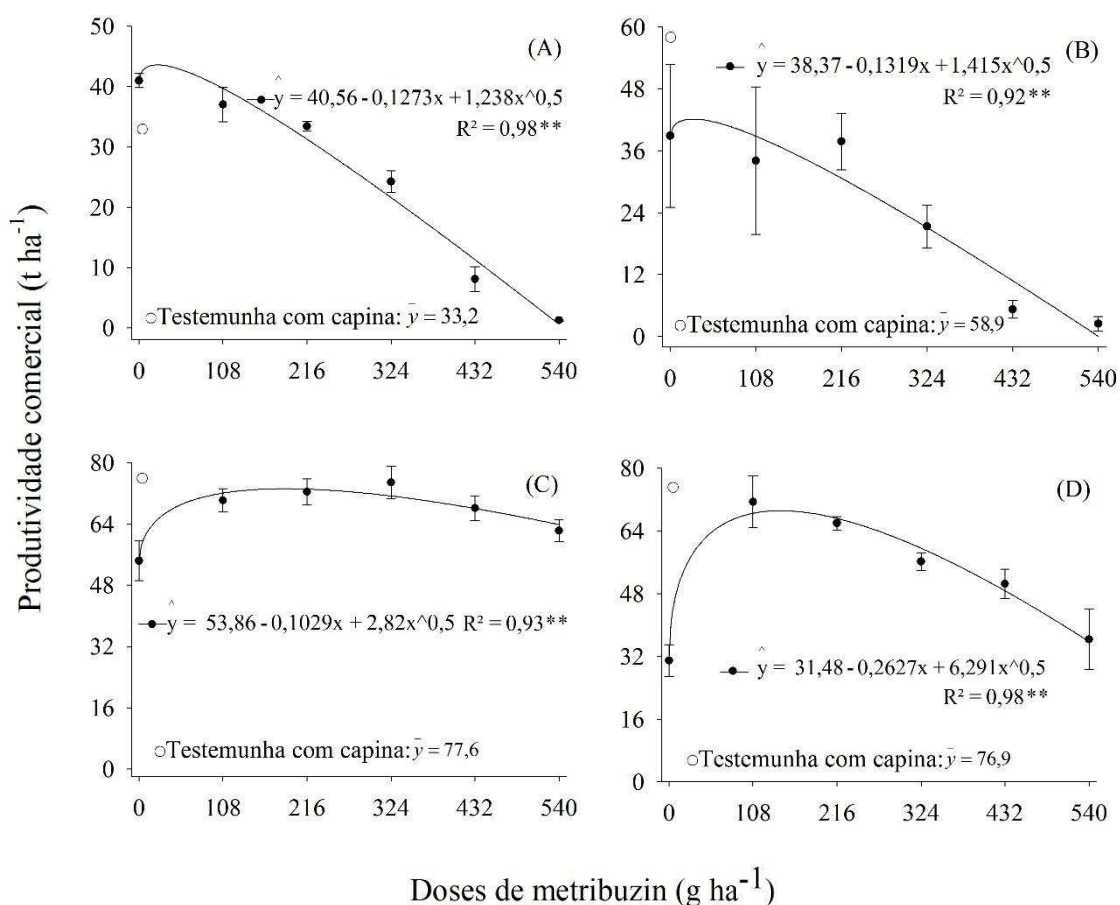 Produtividade comercial (t ha-1)
50
40
30
20
10
0
(A)
^
ŷ = 40,56 - 0,1273x + 1,238x^0,5
R² = 0,98**
Testemunha com capina: ȳ = 33,2
0 108 216 324 432 540
60
48
36
24
12
0
(B)
^
ŷ = 38,37 - 0,1319x + 1,415x^0,5
R² = 0,92**
Testemunha com capina: ȳ = 58,9
0 108 216 324 432 540
80
64
48
32
16
0
(C)
^
ŷ = 53,86 - 0,1029x + 2,82x^0,5 R² = 0,93**
Testemunha com capina: ȳ = 77,6
0 108 216 324 432 540
80
64
48
32
16
0
(D)
^
ŷ = 31,48 - 0,2627x + 6,291x^0,5
R² = 0,98**
Testemunha com capina: ȳ = 76,9
0 108 216 324 432 540
Doses de metribuzin (g ha-1)